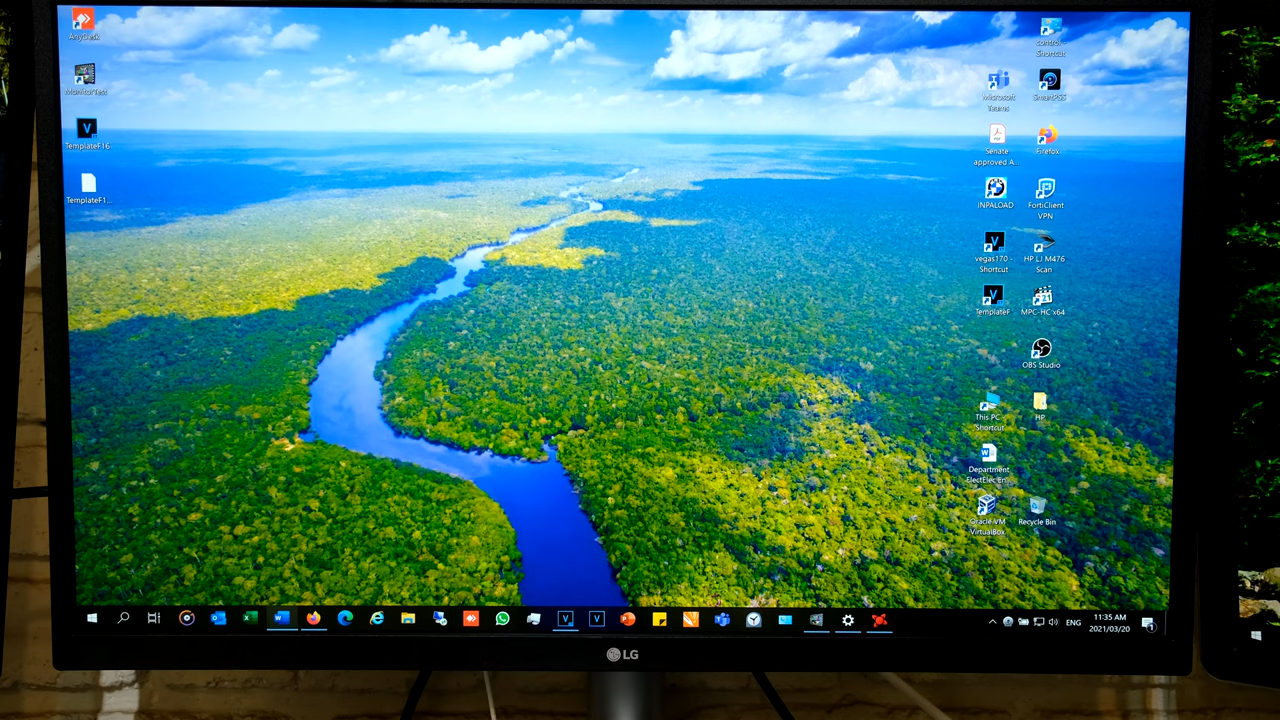 AnyDesk
MonitorTest
TemplateF16
TemplateF1...
control -
Shortcut
Microsoft
Teams
SmartPSS
Senate
approved A...
Firefox
INPALOAD
FortiClient
VPN
vegas170 -
Shortcut
HP LJ M476
Scan
TemplateF
MPC-HC x64
OBS Studio
This PC
Shortcut
HP
Department
ElectElec En...
Oracle VM
VirtualBox
Recycle Bin
ENG
11:35 AM
2021/03/20
1
LG